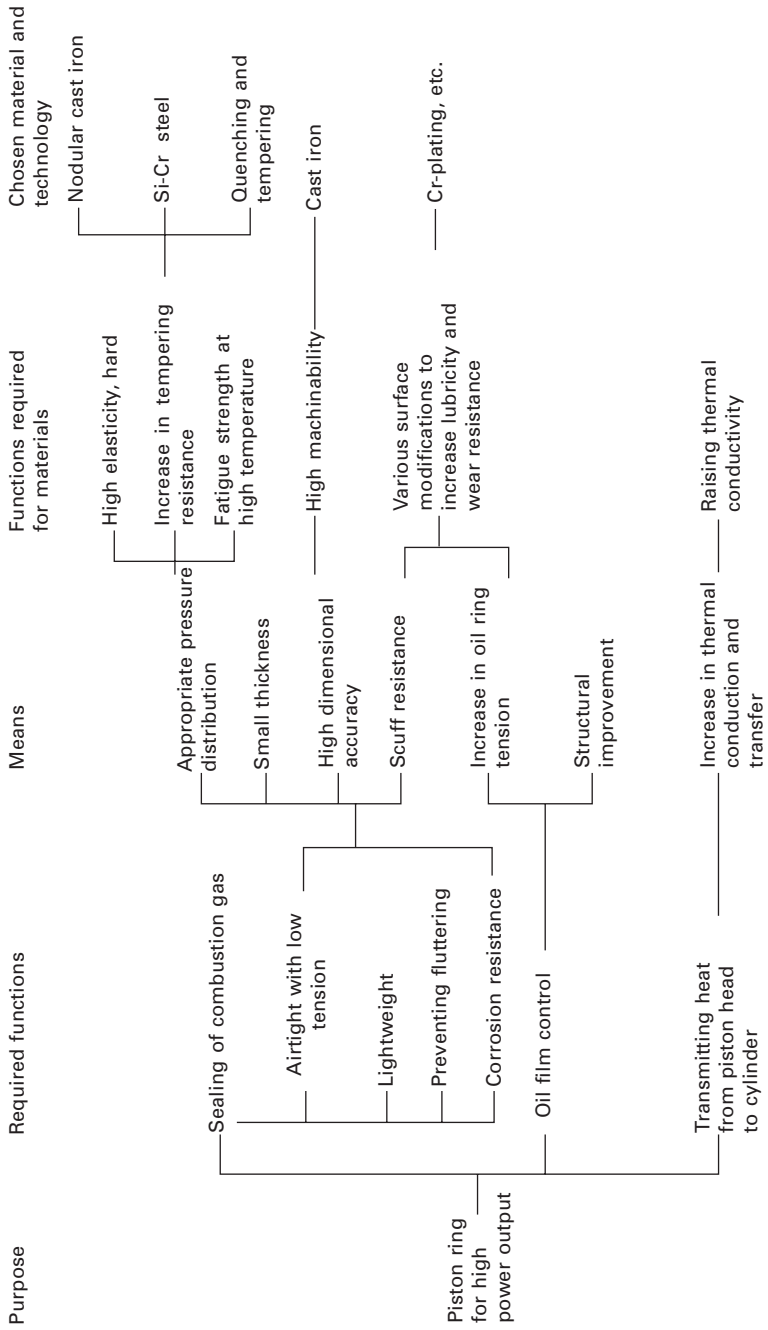 Purpose
Required functions
Means
Functions required
for materials
Chosen material and
technology
Piston ring
for high
power output
Sealing of combustion gas
Airtight with low
tension
Lightweight
Preventing fluttering
Corrosion resistance
Oil film control
Transmitting heat
from piston head
to cylinder
Appropriate pressure
distribution
Small thickness
High dimensional
accuracy
Scuff resistance
Increase in oil ring
tension
Structural
improvement
Increase in thermal
conduction and
transfer
High elasticity, hard
Increase in tempering
resistance
Fatigue strength at
high temperature
High machinability
Various surface
modifications to
increase lubricity and
wear resistance
Raising thermal
conductivity
Nodular cast iron
Si-Cr steel
Quenching and
tempering
Cast iron
Cr-plating, etc.